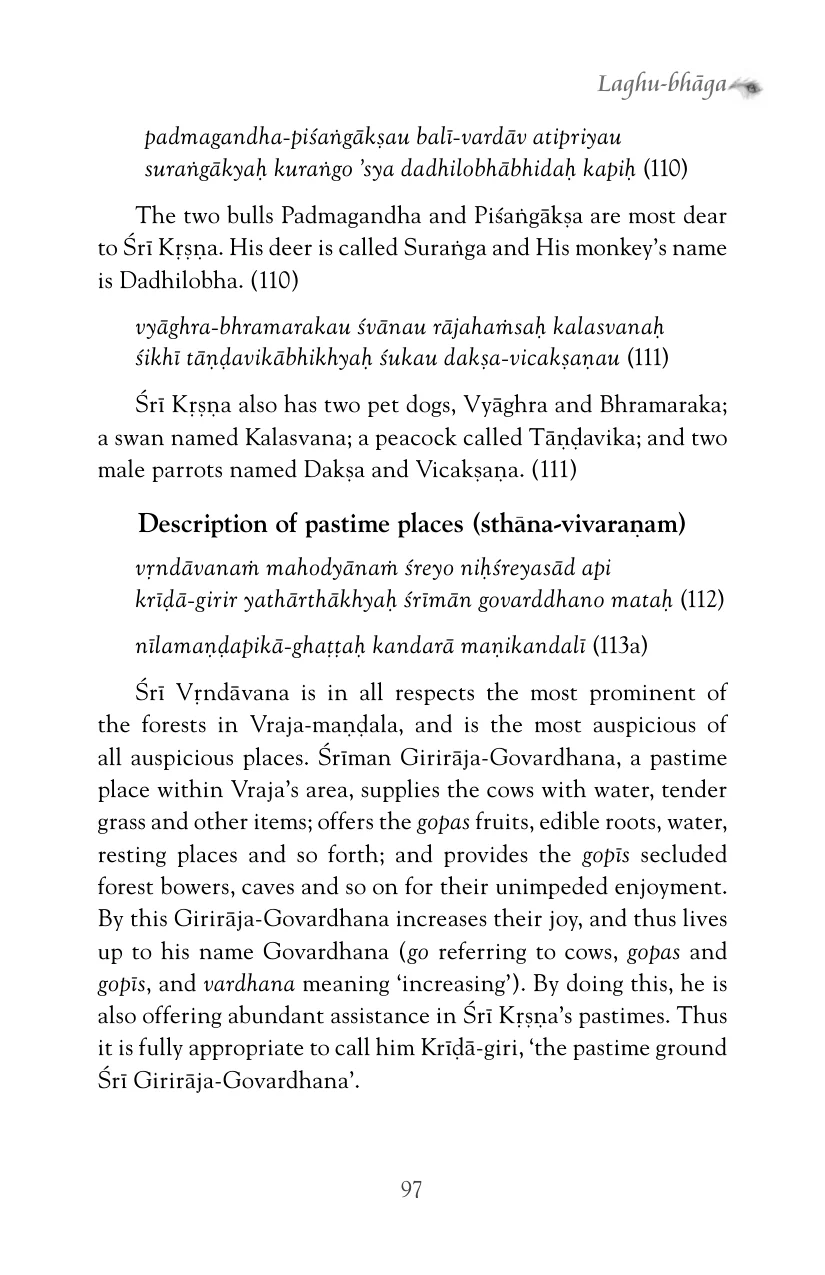 Laghu-bhāga
padmagandha-piśaṅgākṣau balī-vardāv atipriyau
suraṅgākyaḥ kuraṅgo ’sya dadhilobhābhidaḥ kapiḥ (110)
The two bulls Padmagandha and Piśaṅgākṣa are most dear
to Śrī Kṛṣṇa. His deer is called Suraṅga and His monkey’s name
is Dadhilobha. (110)
vyāghra-bhramarakau śvānau rājahaṁsaḥ kalasvanaḥ
śikhī tāṇḍavikābhikhyaḥ śukau dakṣa-vicakṣaṇau (111)
Śrī Kṛṣṇa also has two pet dogs, Vyāghra and Bhramaraka;
a swan named Kalasvana; a peacock called Tāṇḍavika; and two
male parrots named Dakṣa and Vicakṣaṇa. (111)
Description of pastime places (sthāna-vivaraṇam)
vṛndāvanaṁ mahodyānaṁ śreyo niḥśreyasād api
krīḍā-girir yathārthākhyaḥ śrīmān govarddhano mataḥ (112)
nīlamaṇḍapikā-ghaṭṭaḥ kandarā maṇikandalī (113a)
Śrī Vṛndāvana is in all respects the most prominent of
the forests in Vraja-maṇḍala, and is the most auspicious of
all auspicious places. Śrīman Girirāja-Govardhana, a pastime
place within Vraja’s area, supplies the cows with water, tender
grass and other items; offers the gopas fruits, edible roots, water,
resting places and so forth; and provides the gopīs secluded
forest bowers, caves and so on for their unimpeded enjoyment.
By this Girirāja-Govardhana increases their joy, and thus lives
up to his name Govardhana (go referring to cows, gopas and
gopīs, and vardhana meaning ‘increasing’). By doing this, he is
also offering abundant assistance in Śrī Kṛṣṇa’s pastimes. Thus
it is fully appropriate to call him Krīḍā-giri, ‘the pastime ground
Śrī Girirāja-Govardhana’.
97